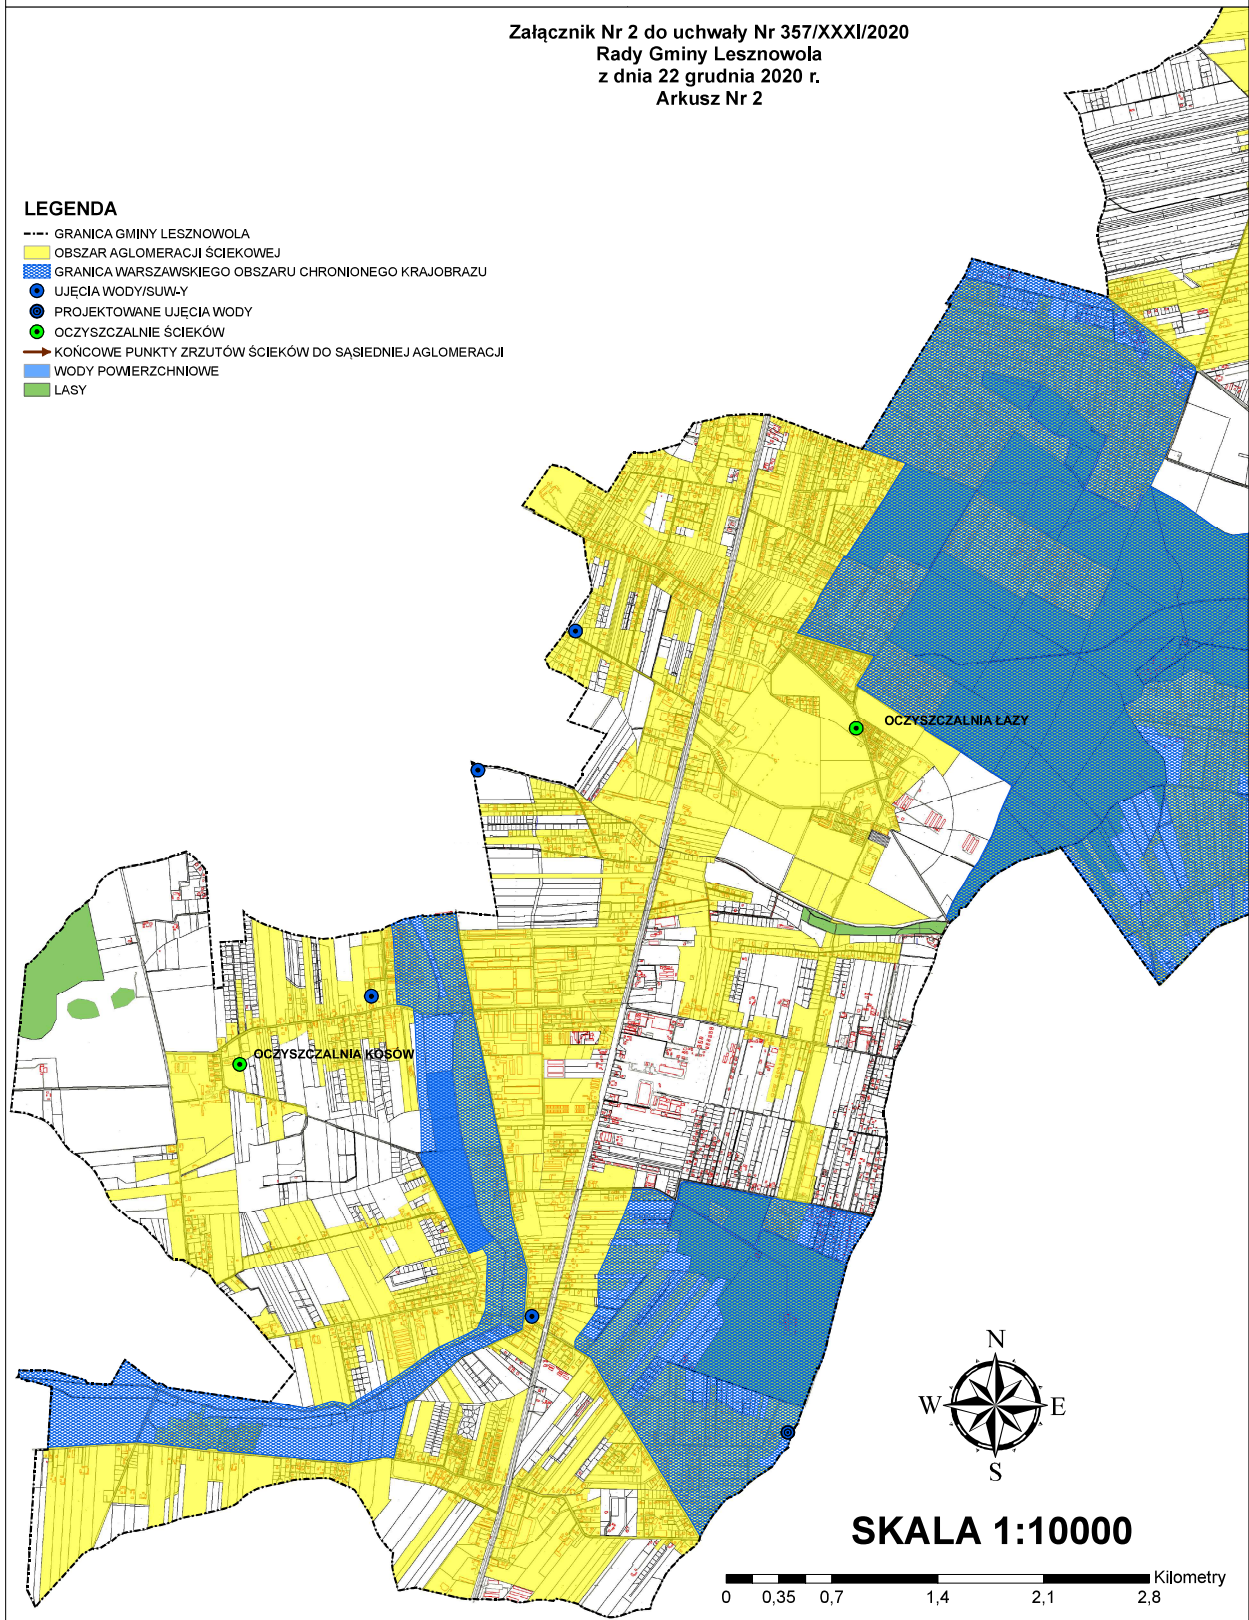 Załącznik Nr 2 do uchwały Nr 357/XXXI/2020
Rady Gminy Lesznowola
z dnia 22 grudnia 2020 r.
Arkusz Nr 2
LEGENDA
GRANICA GMINY LESZNOWOLA
OBSZAR AGLOMERACJI ŚCIEKOWEJ
GRANICA WARSZAWSKIEGO OBSZARU CHRONIONEGO KRAJOBRAZU
UJĘCIA WODY/SUW-Y
PROJEKTOWANE UJĘCIA WODY
OCZYSZCZALNIE ŚCIEKÓW
KOŃCOWE PUNKTY ZRZUTÓW ŚCIEKÓW DO SĄSIEDNIEJ AGLOMERACJI
WODY POWIERZCHNIOWE
LASY
OCZYSZCZALNIA ŁAZY
OCZYSZCZALNIA KOSÓW
N
W E
S
SKALA 1:10000
Kilometry
0 0,35 0,7 1,4 2,1 2,8